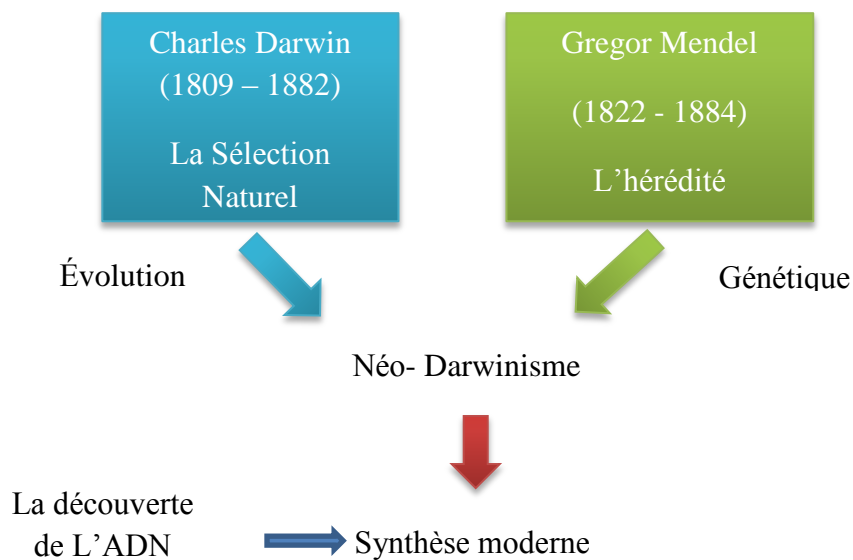 Charles Darwin
(1809 – 1882)
La Sélection
Naturel
Gregor Mendel
(1822 - 1884)
L'hérédité
Évolution
Génétique
Néo- Darwinisme
La découverte
de L'ADN
Synthèse moderne